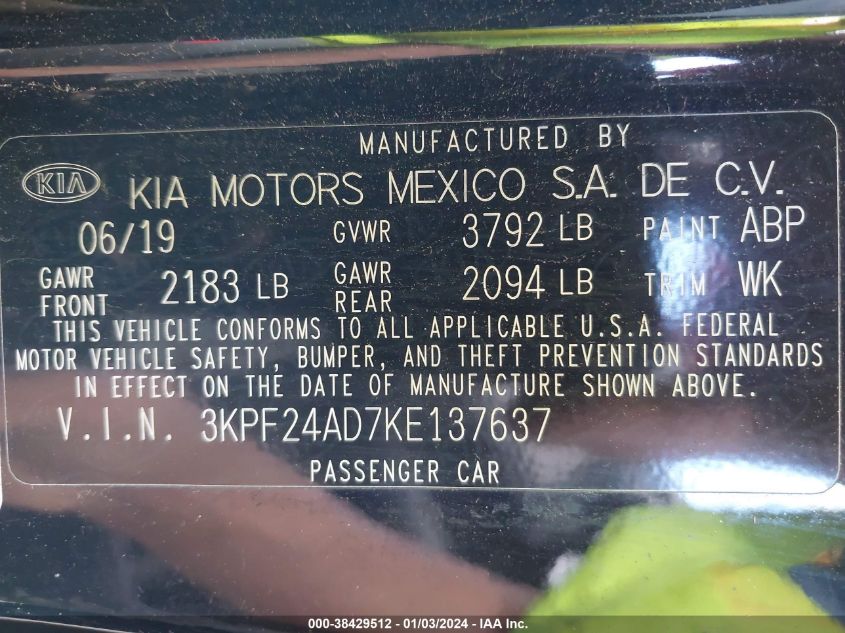 MANUFACTURED BY
KIA KIA MOTORS MEXICO S.A. DE C.V.
06/19 GVWR 3792 LB PAINT ABP
GAWR FRONT 2183 LB GAWR REAR 2094 LB TRIM WK
THIS VEHICLE CONFORMS TO ALL APPLICABLE U.S.A. FEDERAL
MOTOR VEHICLE SAFETY, BUMPER, AND THEFT PREVENTION STANDARDS
IN EFFECT ON THE DATE OF MANUFACTURE SHOWN ABOVE.
V.I.N. 3KPF24AD7KE137637
PASSENGER CAR
000-38429512 - 01/03/2024 - IAA Inc.